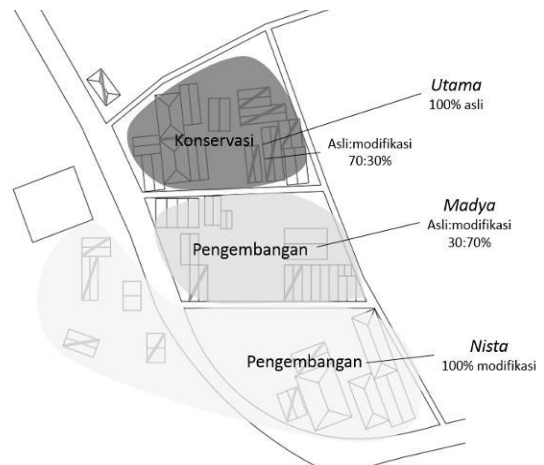 Utama
100% asli
Konservasi
Asli:modifikasi
70:30%
Madya
Asli:modifikasi
30:70%
Pengembangan
Nista
100% modifikasi
Pengembangan